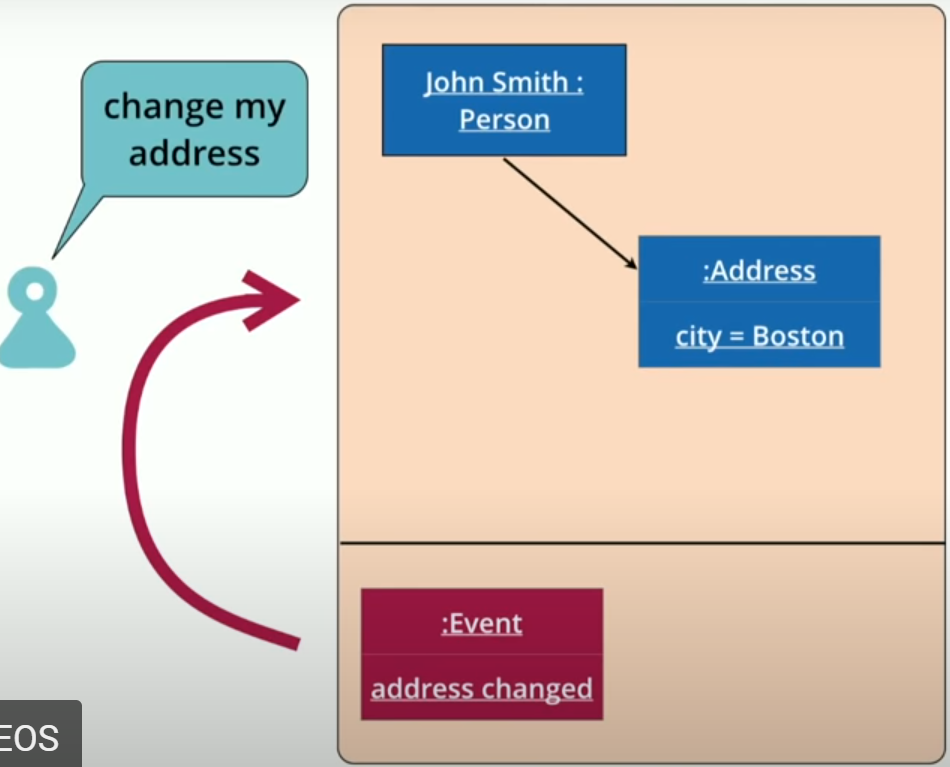 change my
address
John Smith :
Person
:Address
city = Boston
:Event
address changed
EOS